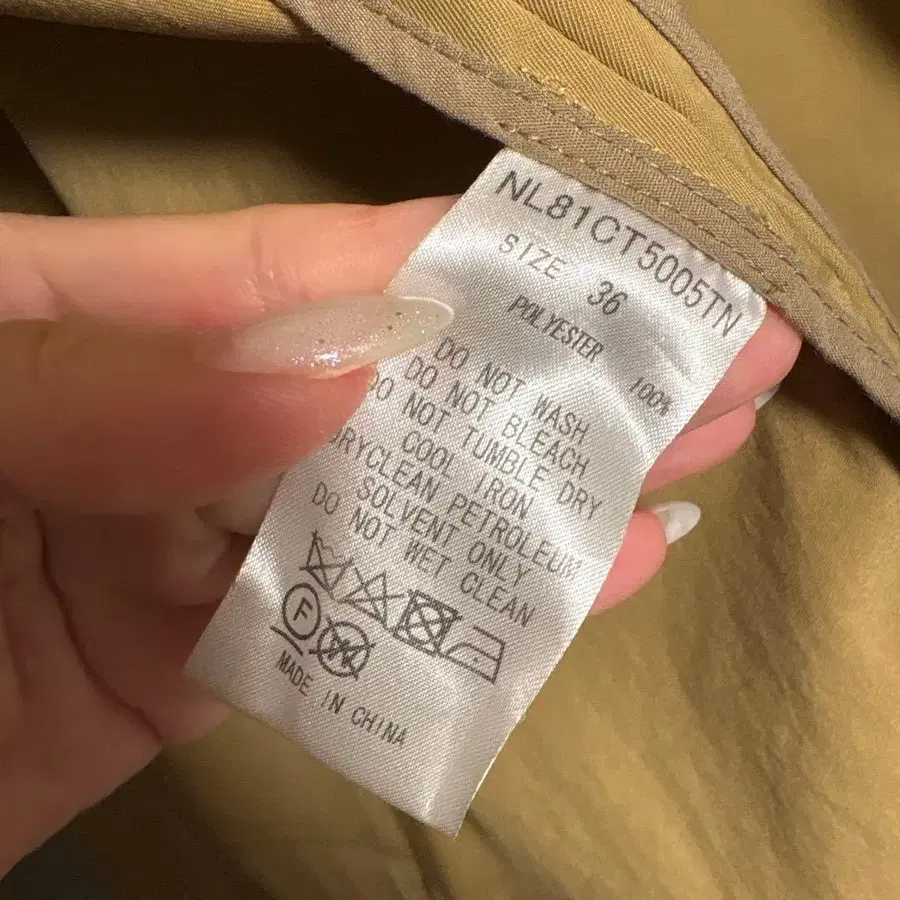 NL81CT5005TN
SIZE 36
POLYESTER 100%
DO NOT WASH
DO NOT BLEACH
DO NOT TUMBLE DRY
COOL IRON
DRYCLEAN PETROLEUM
SOLVENT ONLY
DO NOT WET CLEAN
F
MADE IN CHINA